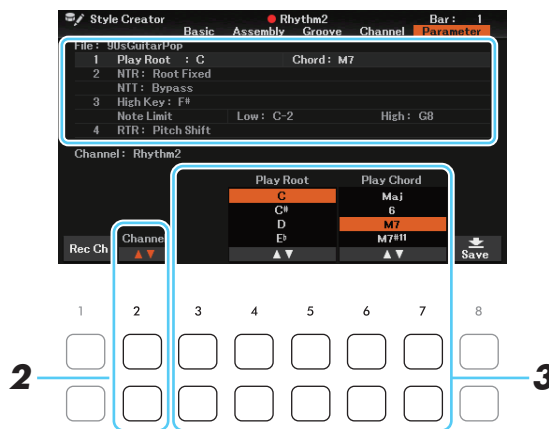 Style Creator Rhythm2 Bar: 1
Basic Assembly Groove Channel Parameter
File: 90sGuitarPop
1 Play Root : C Chord: M7
2 NTR: Root Fixed
NTT: Bypass
3 High Key: F#
Note Limit Low: C-2 High: G8
4 RTR: Pitch Shift
Channel: Rhythm2
Play Root Play Chord
C Maj
C# 6
D M7
E♭ M7#11
Rec Ch Channel ▲▼ ▲▼ ▲▼ Save
1 2 3 4 5 6 7 8
2 3